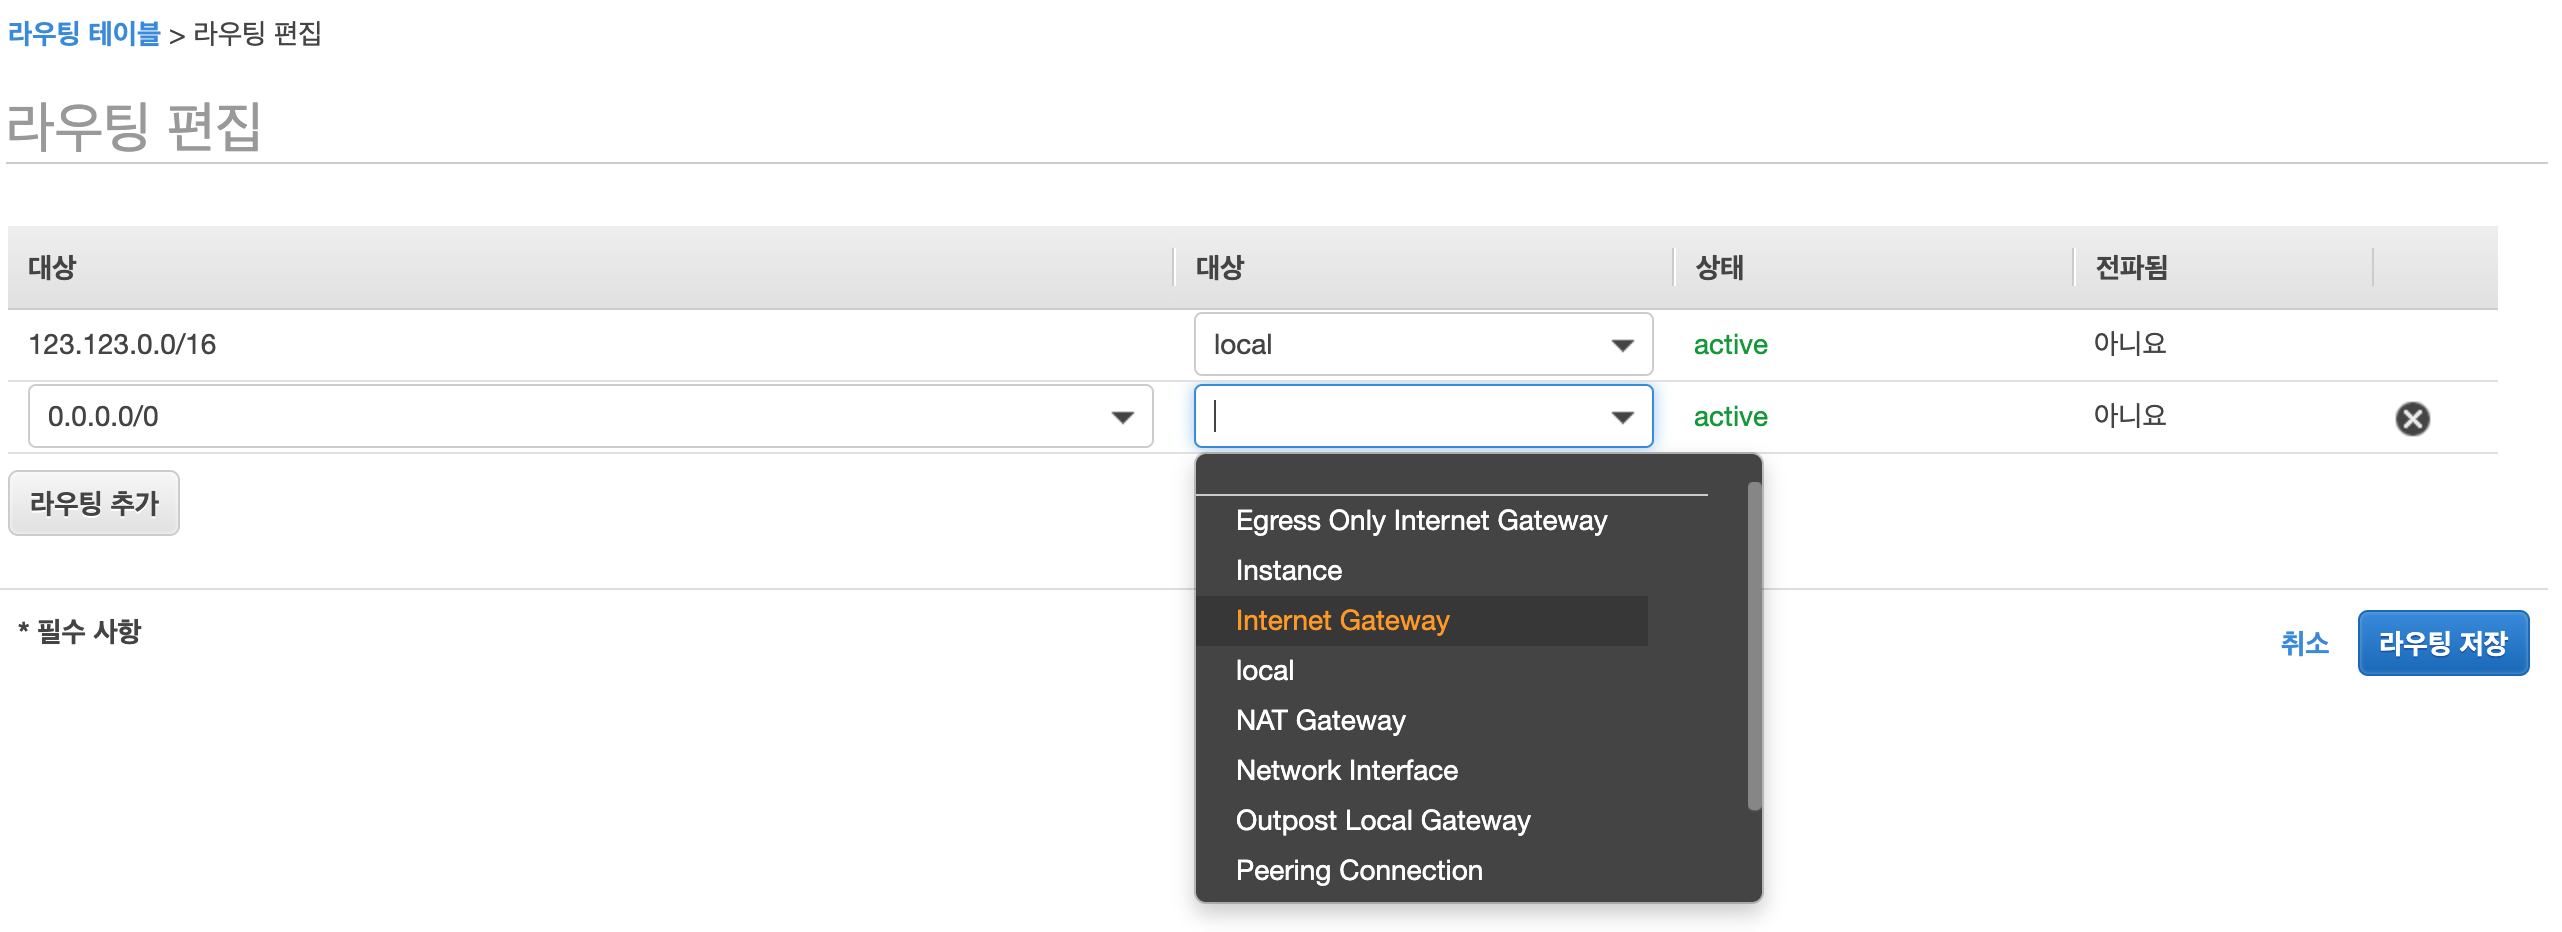 라우팅 테이블 > 라우팅 편집
라우팅 편집
대상 대상 상태 전파됨
123.123.0.0/16 local active 아니요
0.0.0.0/0 active 아니요
라우팅 추가
Egress Only Internet Gateway
Instance
Internet Gateway
local
NAT Gateway
Network Interface
Outpost Local Gateway
Peering Connection
* 필수 사항
취소 라우팅 저장